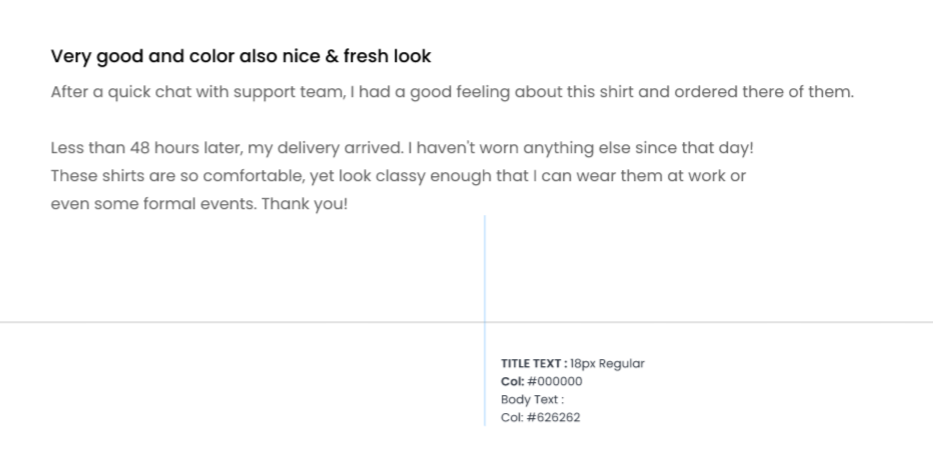 Very good and color also nice & fresh look
After a quick chat with support team, I had a good feeling about this shirt and ordered there of them.
Less than 48 hours later, my delivery arrived. I haven't worn anything else since that day!
These shirts are so comfortable, yet look classy enough that I can wear them at work or
even some formal events. Thank you!
TITLE TEXT : 18px Regular
Col: #000000
Body Text :
Col: #626262